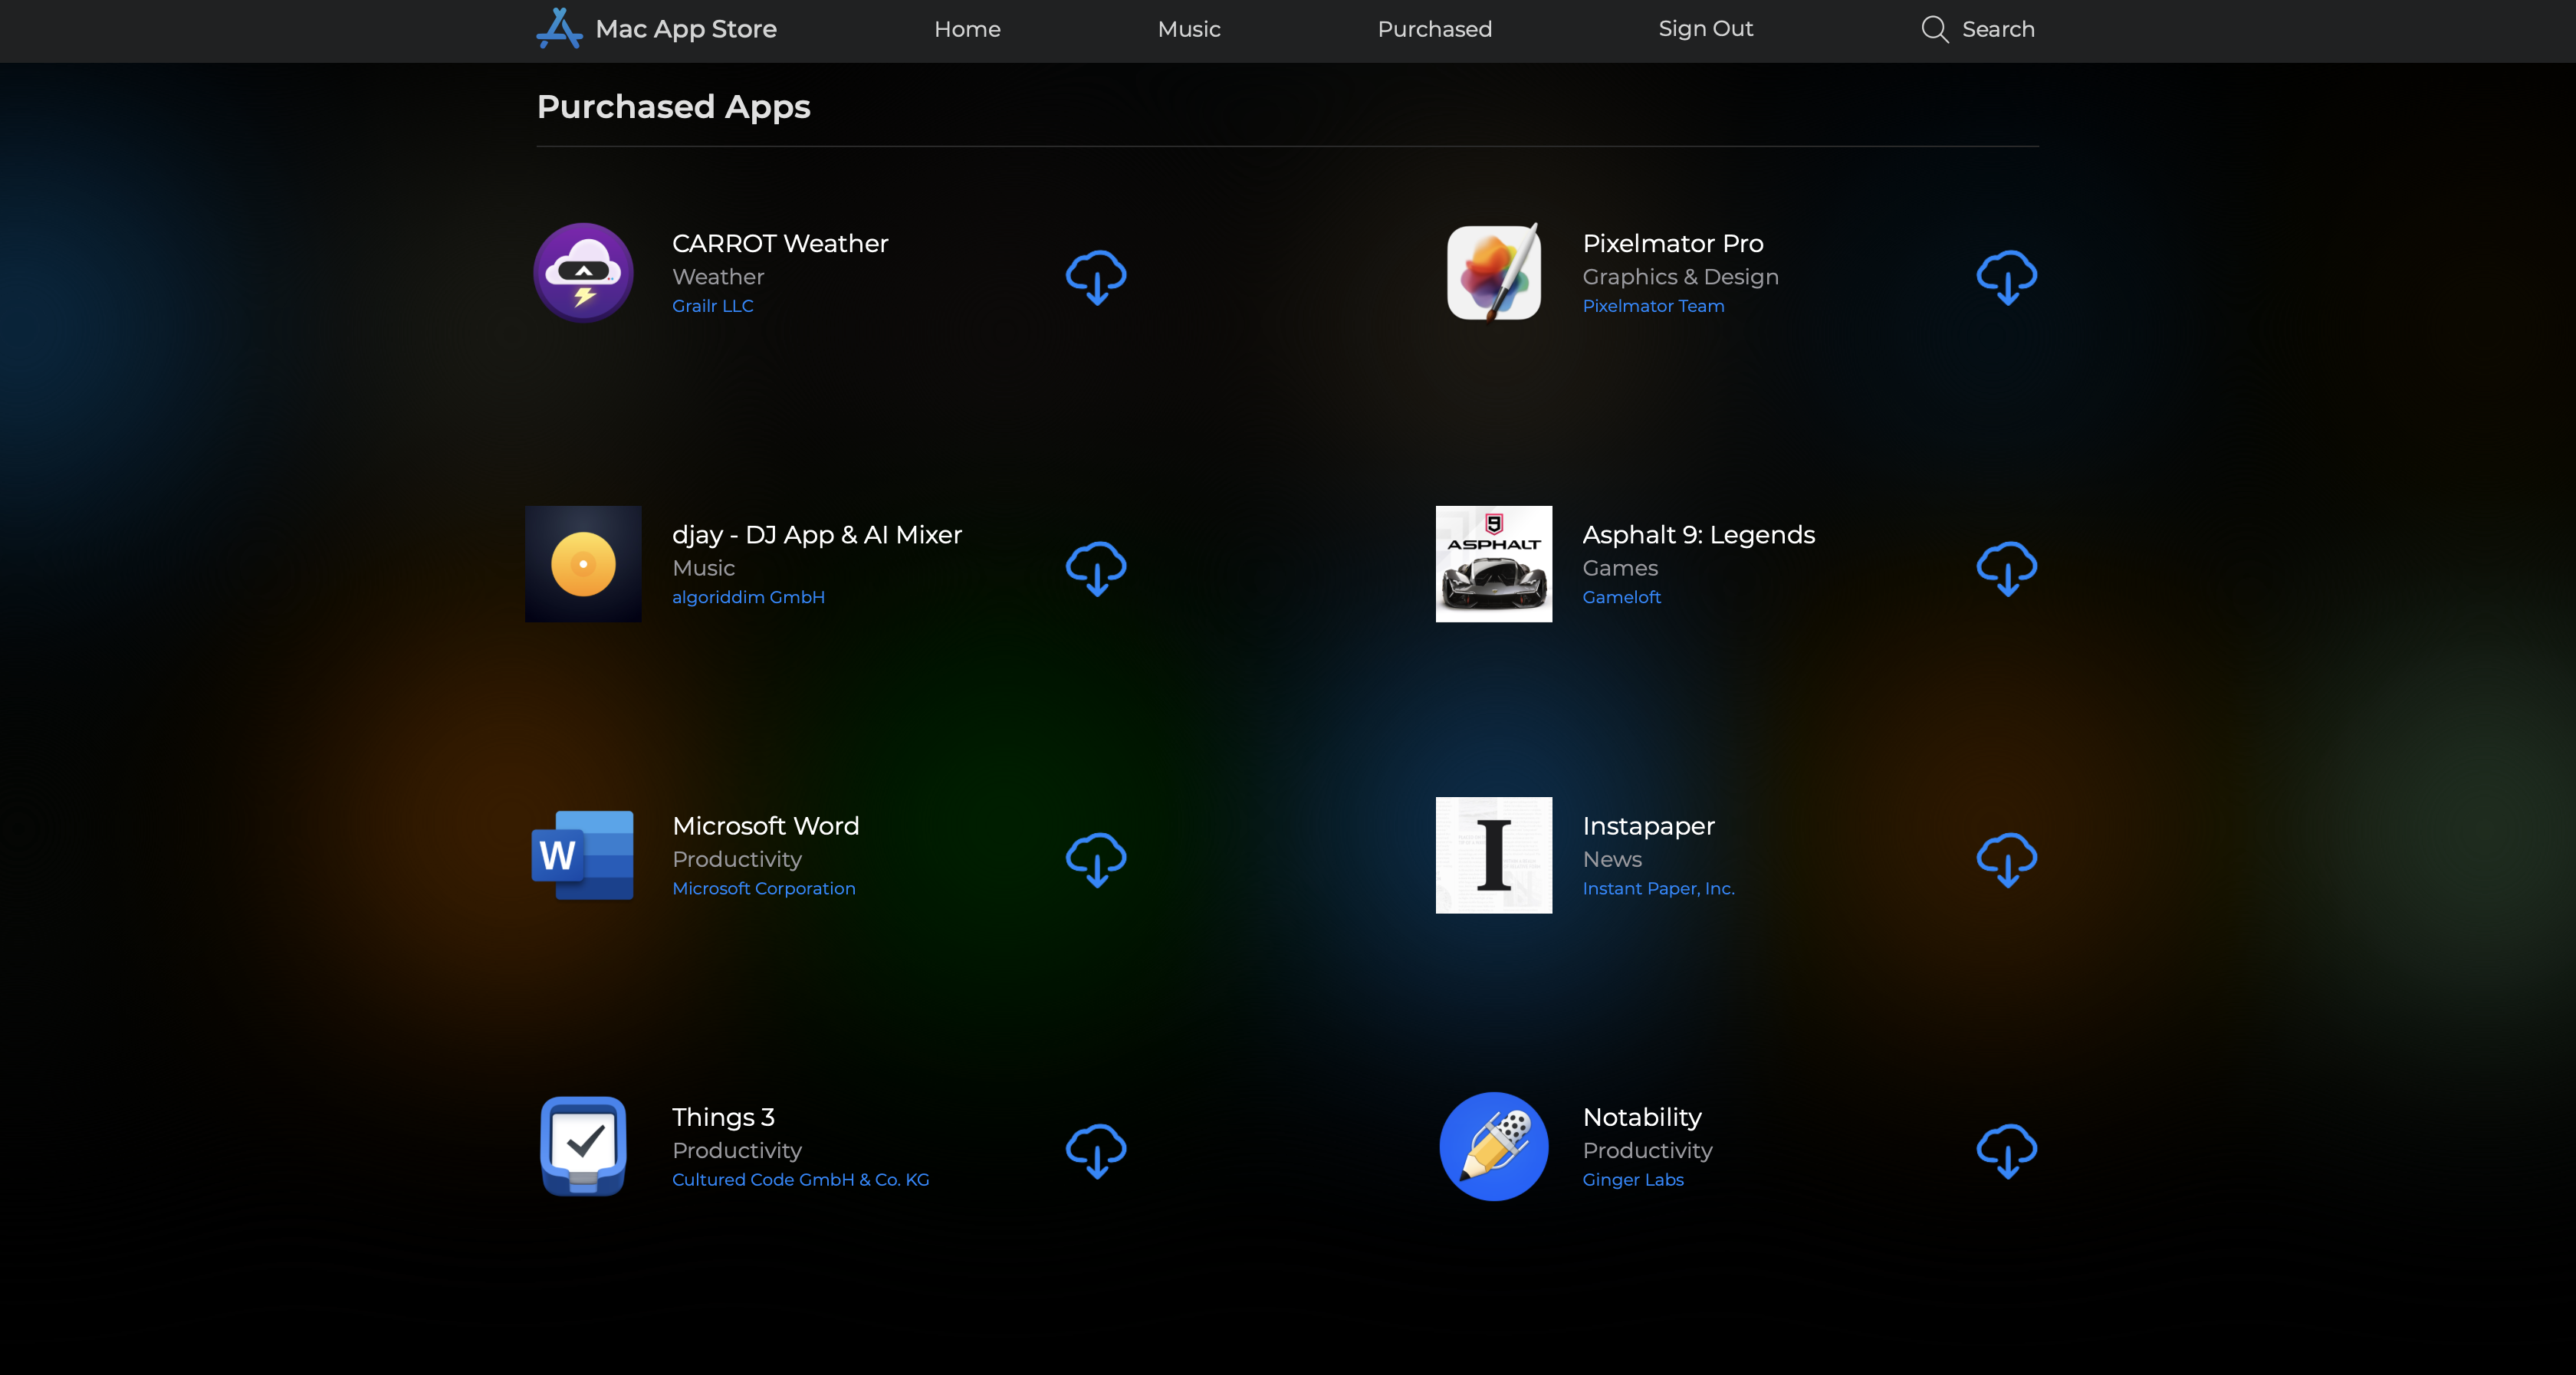 Mac App Store
Home
Music
Purchased
Sign Out
Search
Purchased Apps
CARROT Weather
Weather
Grailr LLC
Pixelmator Pro
Graphics & Design
Pixelmator Team
djay - DJ App & AI Mixer
Music
algoriddim GmbH
9
ASPHALT
Asphalt 9: Legends
Games
Gameloft
W
Microsoft Word
Productivity
Microsoft Corporation
I
Instapaper
News
Instant Paper, Inc.
Things 3
Productivity
Cultured Code GmbH & Co. KG
Notability
Productivity
Ginger Labs